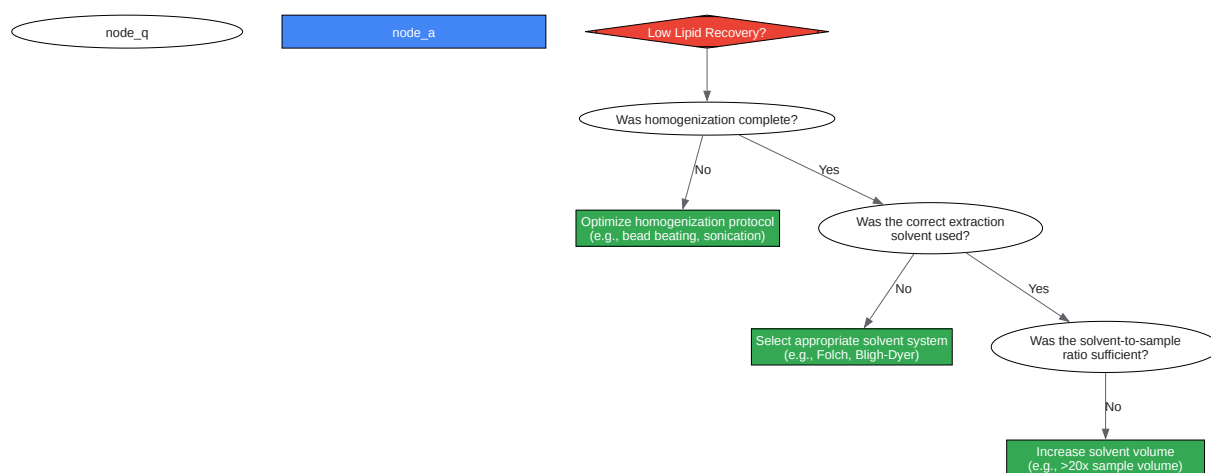 node_q
node_a
Low Lipid Recovery?
Was homogenization complete?
No
Yes
Optimize homogenization protocol
(e.g., bead beating, sonication)
Was the correct extraction
solvent used?
No
Yes
Select appropriate solvent system
(e.g., Folch, Bligh-Dyer)
Was the solvent-to-sample
ratio sufficient?
No
Increase solvent volume
(e.g., >20x sample volume)